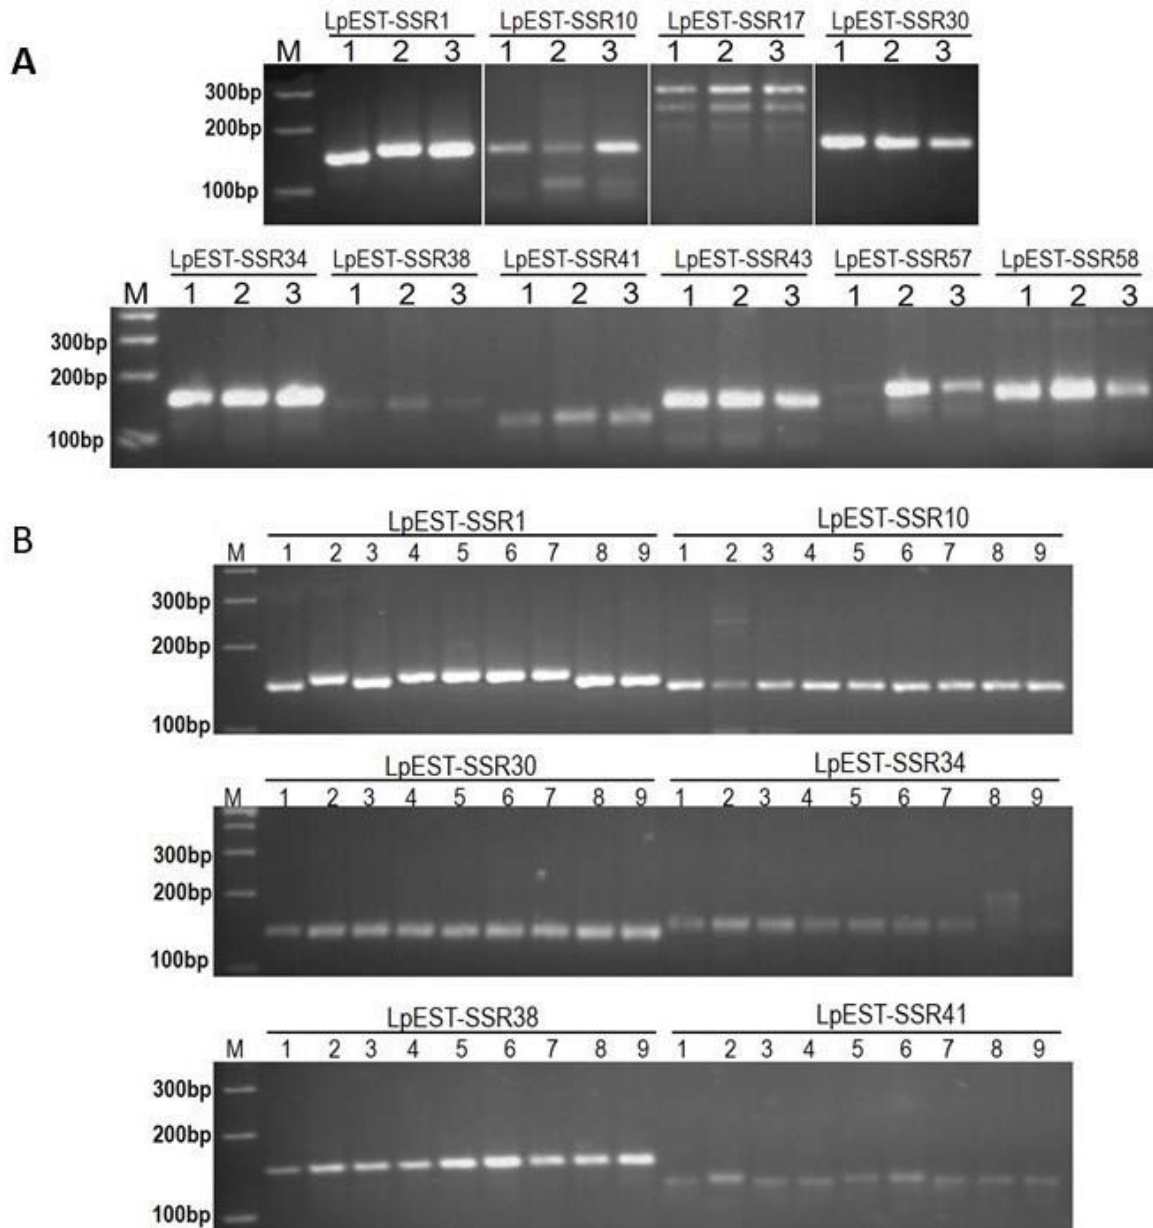 LpEST-SSR1 LpEST-SSR10 LpEST-SSR17 LpEST-SSR30
A M 1 2 3 1 2 3 1 2 3 1 2 3
300bp
200bp
100bp
LpEST-SSR34 LpEST-SSR38 LpEST-SSR41 LpEST-SSR43 LpEST-SSR57 LpEST-SSR58
M 1 2 3 1 2 3 1 2 3 1 2 3 1 2 3 1 2 3
300bp
200bp
100bp
B LpEST-SSR1 LpEST-SSR10
M 1 2 3 4 5 6 7 8 9 1 2 3 4 5 6 7 8 9
300bp
200bp
100bp
LpEST-SSR30 LpEST-SSR34
M 1 2 3 4 5 6 7 8 9 1 2 3 4 5 6 7 8 9
300bp
200bp
100bp
LpEST-SSR38 LpEST-SSR41
M 1 2 3 4 5 6 7 8 9 1 2 3 4 5 6 7 8 9
300bp
200bp
100bp